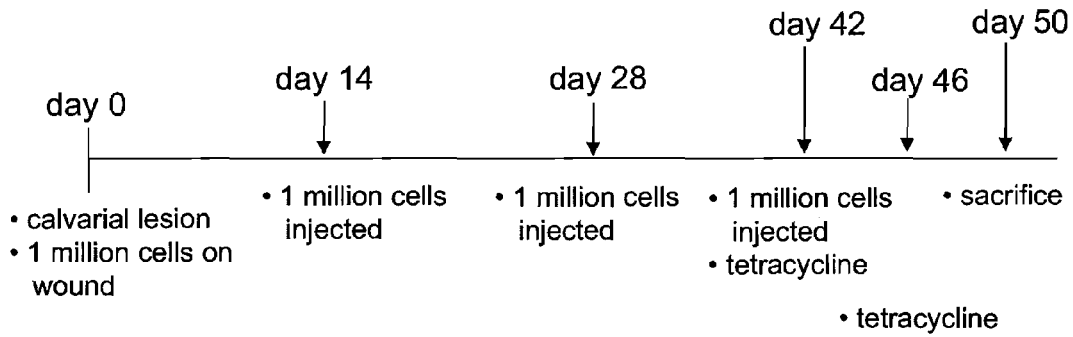 day 0
day 14
day 28
day 42
day 46
day 50
• calvarial lesion
• 1 million cells on
wound
• 1 million cells
injected
• 1 million cells
injected
• 1 million cells
injected
• tetracycline
• tetracycline
• sacrifice